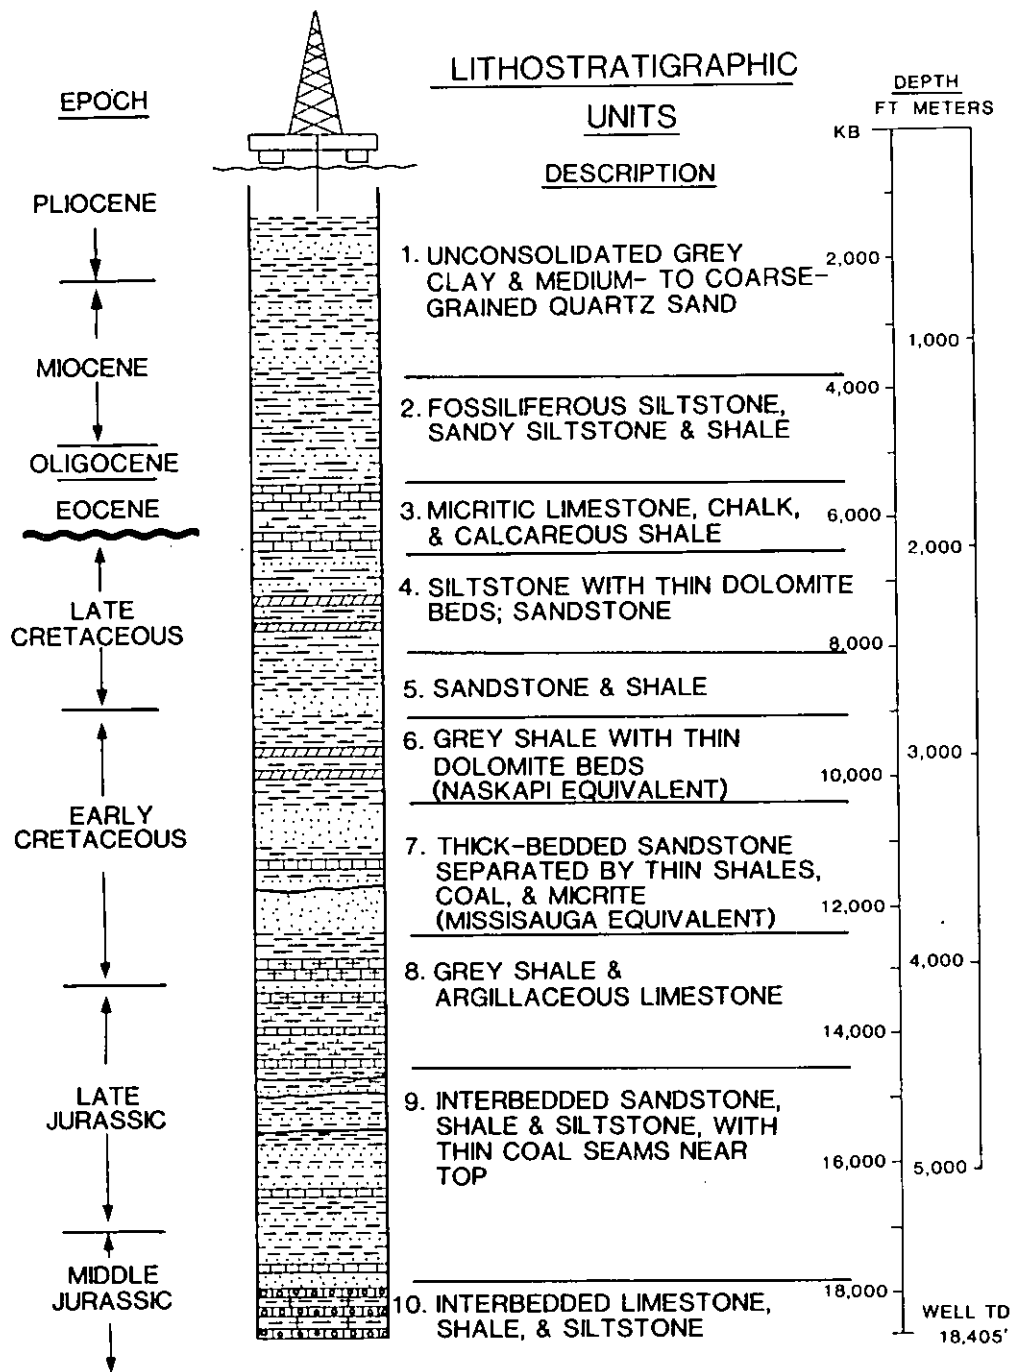 EPOCH
PLIOCENE
MIOCENE
OLIGOCENE
EOCENE
LATE
CRETACEOUS
EARLY
CRETACEOUS
LATE
JURASSIC
MIDDLE
JURASSIC
LITHOSTRATIGRAPHIC
UNITS
DESCRIPTION
1. UNCONSOLIDATED GREY
CLAY & MEDIUM- TO COARSE-
GRAINED QUARTZ SAND
2. FOSSILIFEROUS SILTSTONE,
SANDY SILTSTONE & SHALE
3. MICRITIC LIMESTONE, CHALK,
& CALCAREOUS SHALE
4. SILTSTONE WITH THIN DOLOMITE
BEDS; SANDSTONE
5. SANDSTONE & SHALE
6. GREY SHALE WITH THIN
DOLOMITE BEDS
(NASKAPI EQUIVALENT)
7. THICK-BEDDED SANDSTONE
SEPARATED BY THIN SHALES,
COAL, & MICRITE
(MISSISAUGA EQUIVALENT)
8. GREY SHALE &
ARGILLACEOUS LIMESTONE
9. INTERBEDDED SANDSTONE,
SHALE & SILTSTONE, WITH
THIN COAL SEAMS NEAR
TOP
10. INTERBEDDED LIMESTONE,
SHALE, & SILTSTONE
DEPTH
FT METERS
KB
2,000
1,000
4,000
6,000
2,000
8,000
3,000
10,000
12,000
4,000
14,000
16,000
5,000
18,000
WELL TD
18,405'